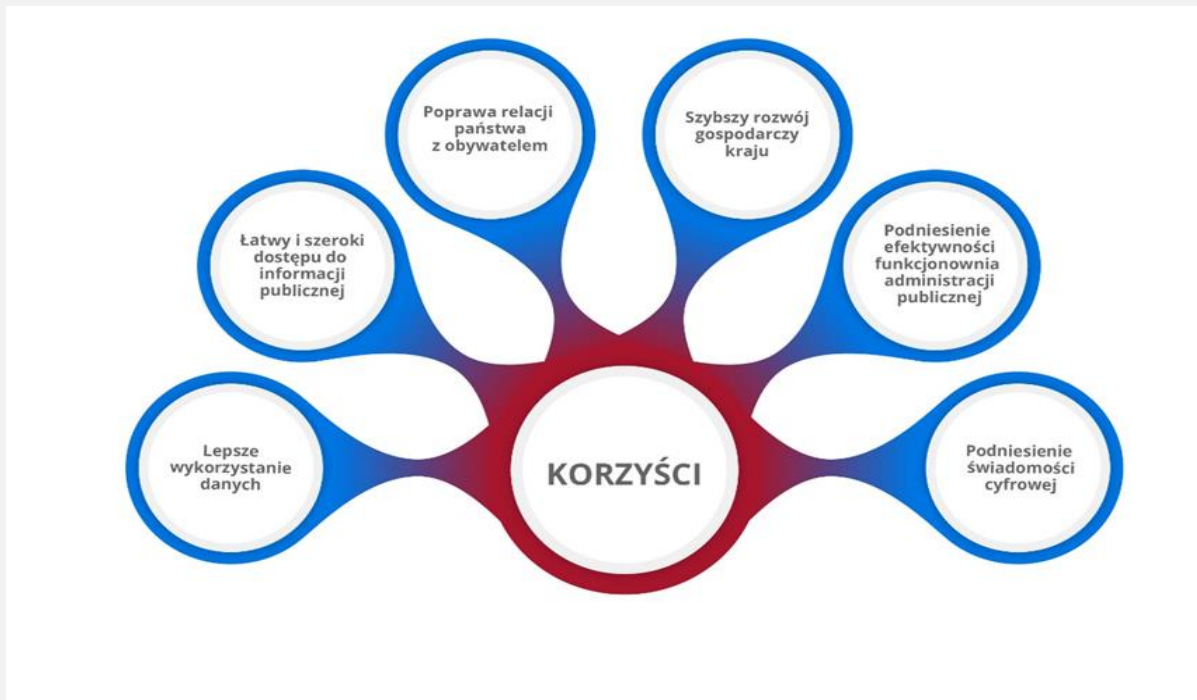 Poprawa relacji
państwa
z obywatelem
Szybszy rozwój
gospodarczy
kraju
Łatwy i szeroki
dostępu do
informacji
publicznej
Podniesienie
efektywności
funkcjonownia
administracji
publicznej
Lepsze
wykorzystanie
danych
KORZYŚCI
Podniesienie
świadomości
cyfrowej